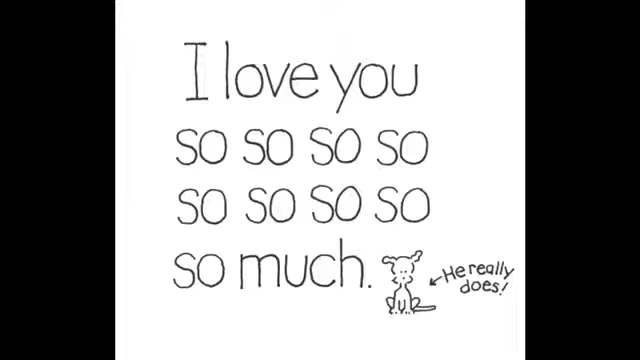 I love you
so so so so
so so so so
so much.
He really
does!